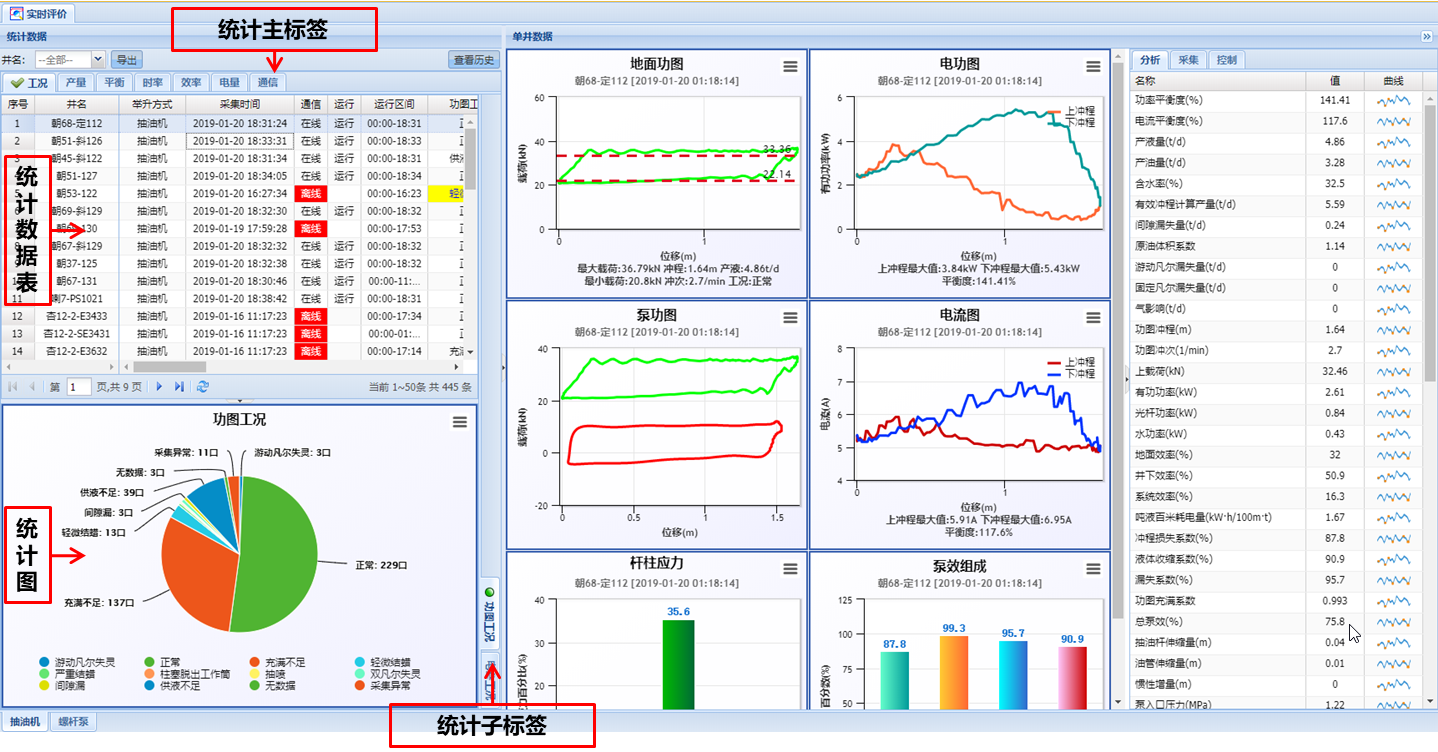 实时评价
统计主标签
统计数据
单井数据
井名: --全部-- 导出 查看历史
工况 产量 平衡 时率 效率 电量 通信
序号 井名 举升方式 采集时间 通信 运行 运行区间 功图工
1 朝68-定112 抽油机 2019-01-20 18:31:24 在线 运行 00:00-18:31
2 朝51-斜126 抽油机 2019-01-20 18:33:31 在线 运行 00:00-18:33
朝45-斜122 抽油机 2019-01-20 18:31:34 在线 运行 00:00-18:31
朝51-127 抽油机 2019-01-20 18:34:05 在线 运行 00:00-18:34
朝53-122 抽油机 2019-01-20 16:27:34 离线 00:00-16:23
朝69-斜129 抽油机 2019-01-20 18:32:30 在线 运行 00:00-18:32
抽油机 2019-01-19 17:59:28 离线 00:00-17:53
朝67-斜129 抽油机 2019-01-20 18:32:32 在线 运行 00:00-18:32
朝37-125 抽油机 2019-01-20 18:32:38 在线 运行 00:00-18:32
朝67-131 抽油机 2019-01-20 18:30:46 在线 运行 00:00-11:...
11 喇7-PS1021 抽油机 2019-01-20 18:38:42 在线 运行 00:00-18:31
12 杏12-2-E3433 抽油机 2019-01-16 11:17:23 离线 00:00-17:34
13 杏12-2-SE3431 抽油机 2019-01-16 11:17:23 离线 00:00-01:...
14 杏12-2-E3632 抽油机 2019-01-16 11:17:23 离线 00:00-17:14
统计数据表
第 1 页,共 9 页 当前 1~50条 共 445 条
功图工况
采集异常: 11口
游动凡尔失灵: 3口
无数据: 3口
供液不足: 39口
间隙漏: 3口
轻微结蜡: 13口
正常: 229口
充满不足: 137口
统计图
游动凡尔失灵 正常 充满不足 轻微结蜡
严重结蜡 柱塞脱出工作筒 抽喷 双凡尔失灵
间隙漏 供液不足 无数据 采集异常
功图工况
统计子标签
抽油机 螺杆泵
地面功图
朝68-定112 [2019-01-20 01:18:14]
载荷(kN)
60
40
20
0
33.36
22.14
0 1
位移(m)
最大载荷:36.79kN 冲程:1.64m 产液:4.86t/d
最小载荷:20.8kN 冲次:2.7/min 工况:正常
电功图
朝68-定112 [2019-01-20 01:18:14]
有功功率(kW)
6
4
2
0
上冲程
下冲程
0 1
位移(m)
上冲程最大值:3.84kW 下冲程最大值:5.43kW
平衡度:141.41%
泵功图
朝68-定112 [2019-01-20 01:18:14]
载荷(kN)
40
20
0
-20
0 0.5 1 1.5
位移(m)
电流图
朝68-定112 [2019-01-20 01:18:14]
电流(A)
8
7
6
5
4
上冲程
下冲程
0 1
位移(m)
上冲程最大值:5.91A 下冲程最大值:6.95A
平衡度:117.6%
杆柱应力
朝68-定112 [2019-01-20 01:18:14]
40
30
20
35.6
力百分比(%)
泵效组成
朝68-定112 [2019-01-20 01:18:14]
125
100
75
50
87.8 99.3 95.7 90.9
百分数(%)
分析 采集 控制
名称 值 曲线
功率平衡度(%) 141.41
电流平衡度(%) 117.6
产液量(t/d) 4.86
产油量(t/d) 3.28
含水率(%) 32.5
有效冲程计算产量(t/d) 5.59
间隙漏失量(t/d) 0.24
原油体积系数 1.14
游动凡尔漏失量(t/d) 0
固定凡尔漏失量(t/d) 0
气影响(t/d) 0
功图冲程(m) 1.64
功图冲次(1/min) 2.7
上载荷(kN) 32.46
有功功率(kW) 2.61
光杆功率(kW) 0.84
水功率(kW) 0.43
地面效率(%) 32
井下效率(%) 50.9
系统效率(%) 16.3
吨液百米耗电量(kW·h/100m·t) 1.67
冲程损失系数(%) 87.8
液体收缩系数(%) 90.9
漏失系数(%) 95.7
功图充满系数 0.993
总泵效(%) 75.8
抽油杆伸缩量(m) 0.04
油管伸缩量(m) 0.01
惯性增量(m) 0
泵入口压力(MPa) 1.22